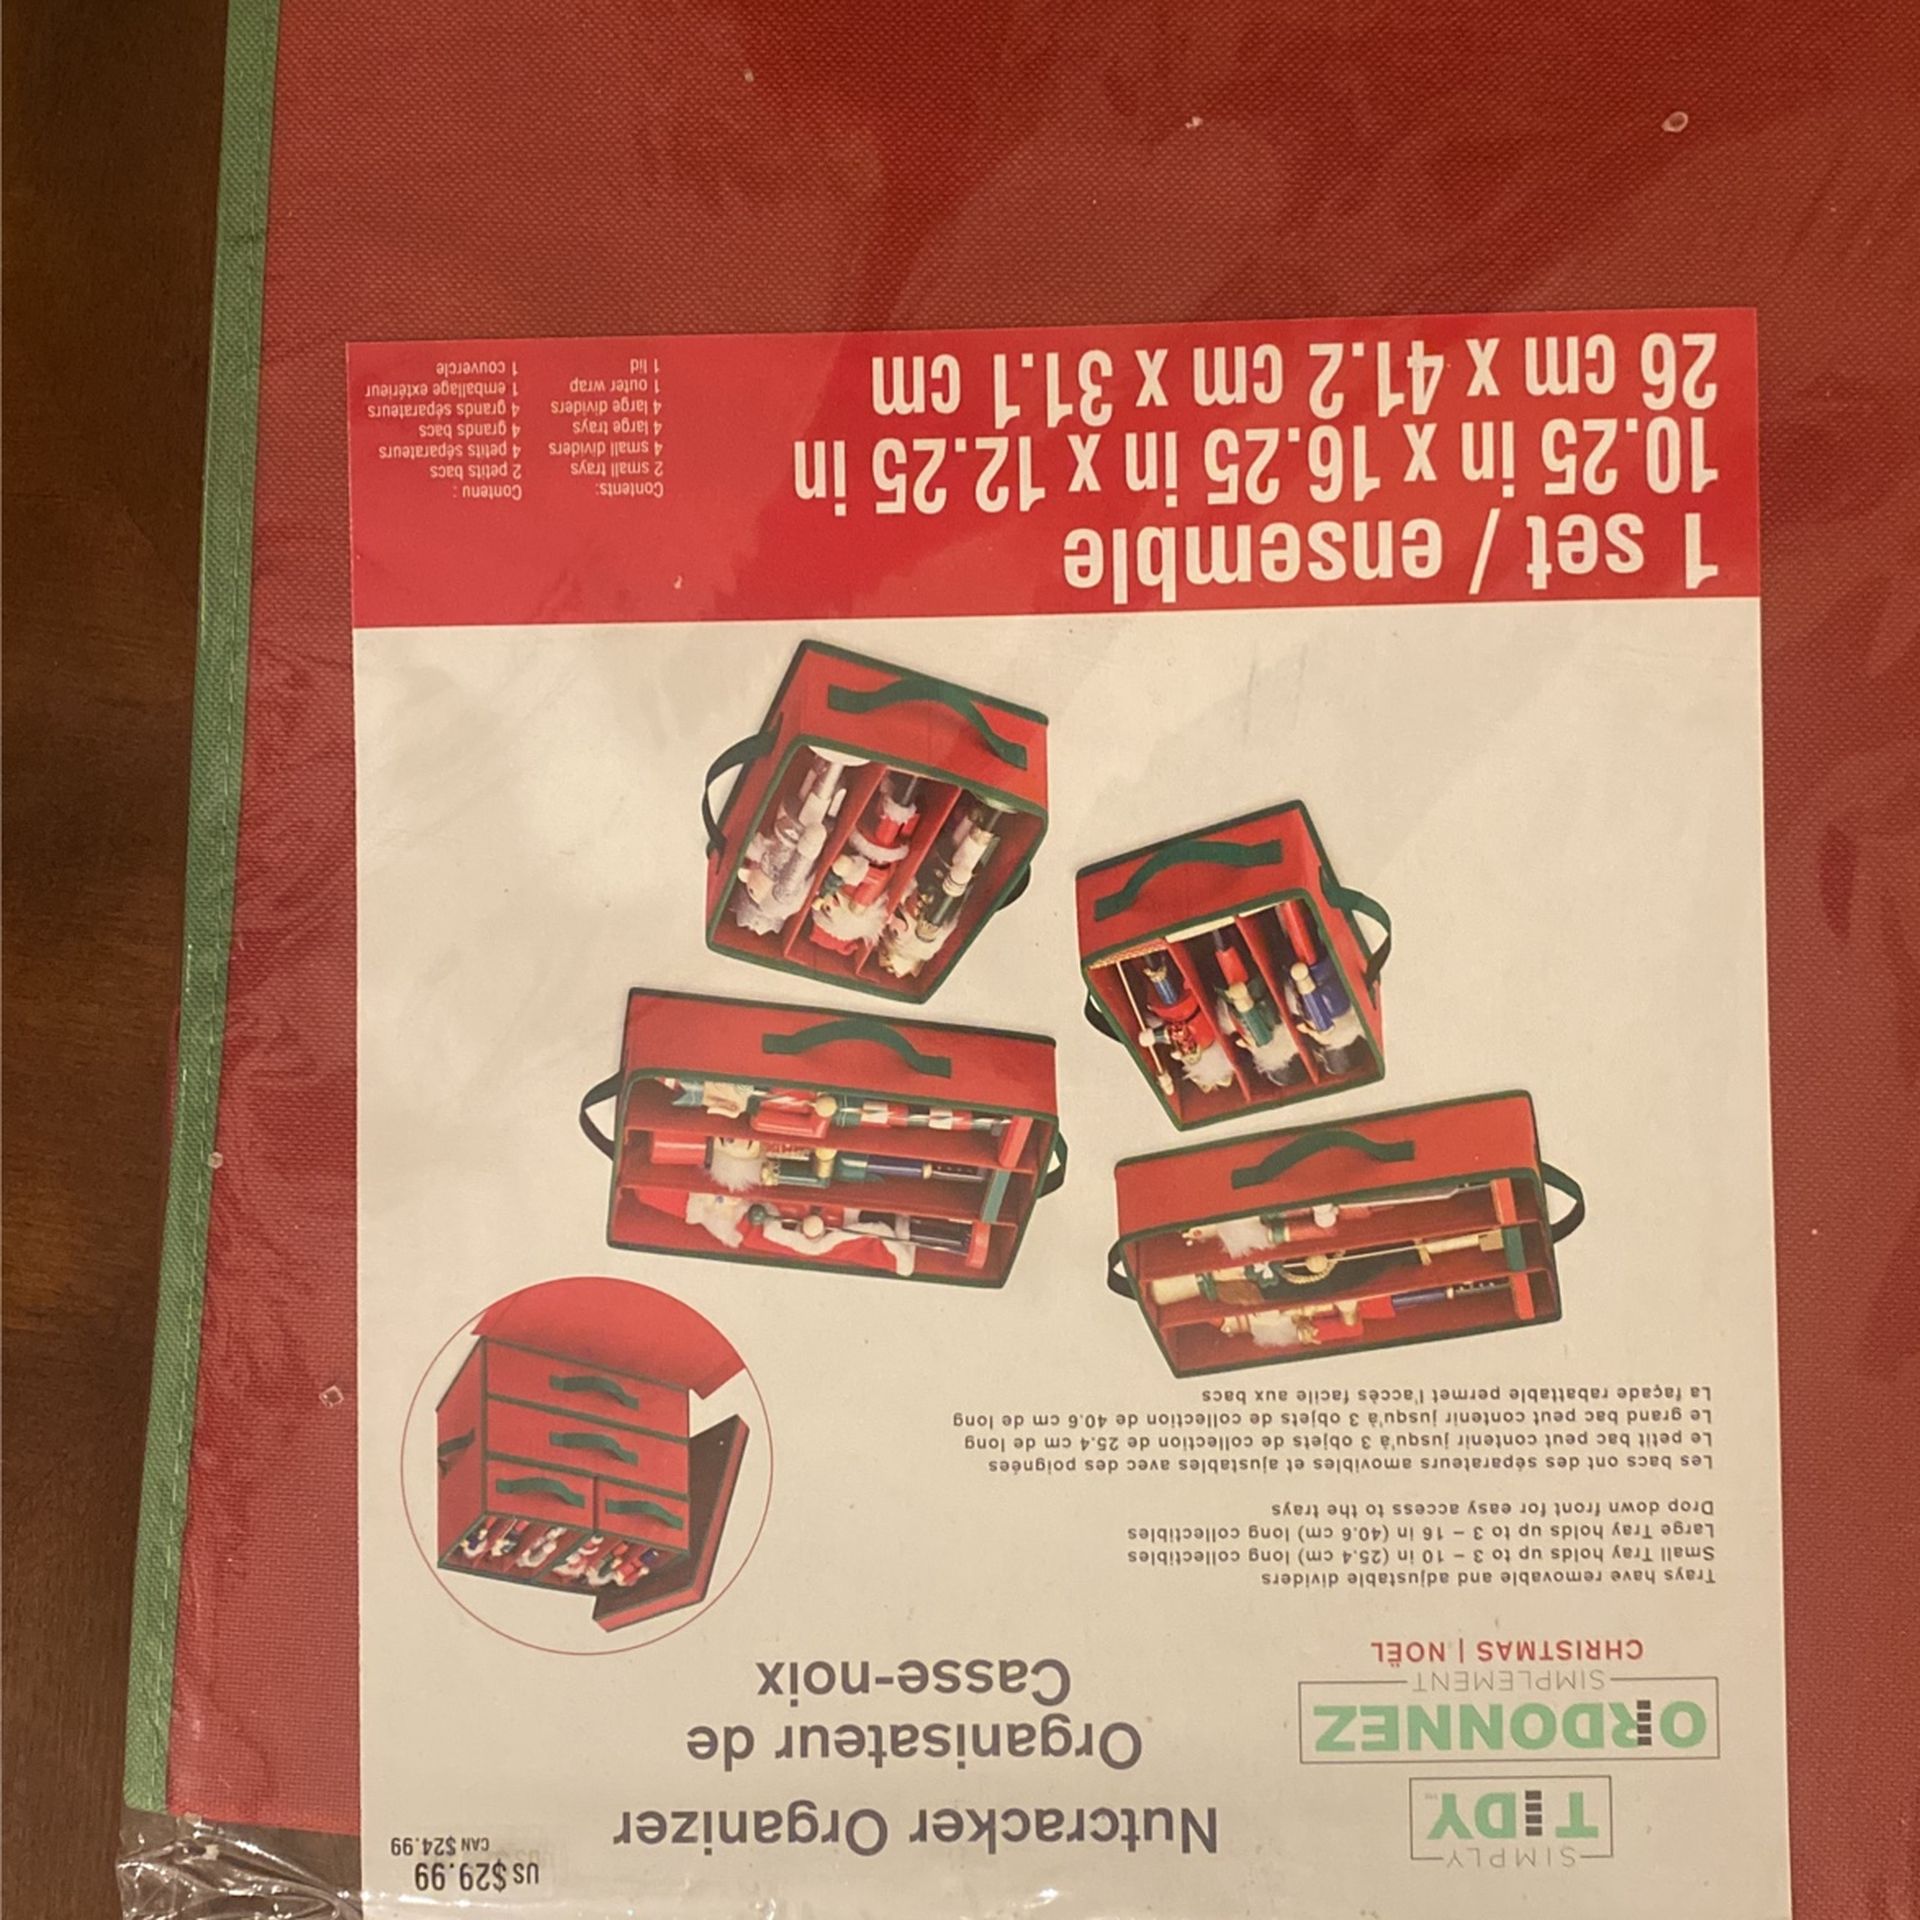 US $29.99
CAN $24.99
SIMPLY
TIDY
ORDONNEZ
SIMPLEMENT
CHRISTMAS | NOËL
Nutcracker Organizer
Organisateur de
Casse-noix
Trays have removable and adjustable dividers
Small Tray holds up to 3 – 10 in (25.4 cm) long collectibles
Large Tray holds up to 3 – 16 in (40.6 cm) long collectibles
Drop down front for easy access to the trays
Les bacs ont des séparateurs amovibles et ajustables avec des poignées
Le petit bac peut contenir jusqu'à 3 objets de collection de 25.4 cm de long
Le grand bac peut contenir jusqu'à 3 objets de collection de 40.6 cm de long
La façade rabattable permet l'accès facile aux bacs
1 set / ensemble
10.25 in x 16.25 in x 12.25 in
26 cm x 41.2 cm x 31.1 cm
Contents:
2 small trays
4 small dividers
4 large trays
4 large dividers
1 outer wrap
1 lid
Contenu :
2 petits bacs
4 petits séparateurs
4 grands bacs
4 grands séparateurs
1 emballage extérieur
1 couvercle